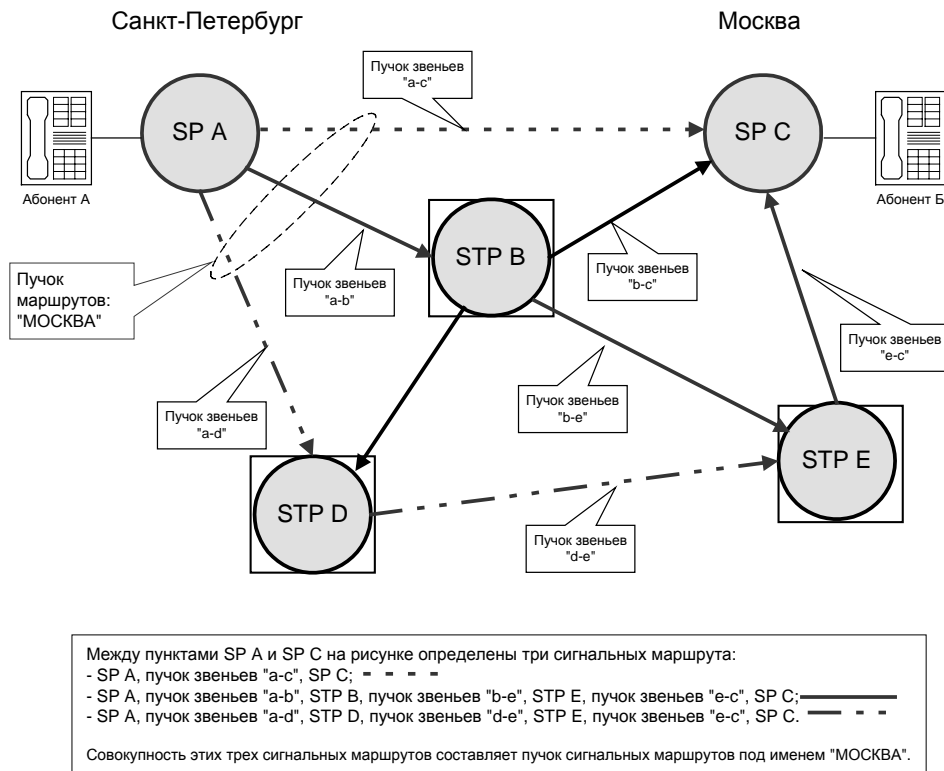 Санкт-Петербург
Москва
Пучок звеньев
"a-c"
SP A
SP C
Абонент А
Абонент Б
STP B
Пучок
маршрутов:
"МОСКВА"
Пучок звеньев
"a-b"
Пучок звеньев
"b-c"
Пучок звеньев
"e-c"
Пучок звеньев
"a-d"
Пучок звеньев
"b-e"
STP E
STP D
Пучок звеньев
"d-e"
Между пунктами SP A и SP C на рисунке определены три сигнальных маршрута:
- SP A, пучок звеньев "a-c", SP C;
- SP A, пучок звеньев "a-b", STP B, пучок звеньев "b-e", STP E, пучок звеньев "e-c", SP C;
- SP A, пучок звеньев "a-d", STP D, пучок звеньев "d-e", STP E, пучок звеньев "e-c", SP C.
Совокупность этих трех сигнальных маршрутов составляет пучок сигнальных маршрутов под именем "МОСКВА".